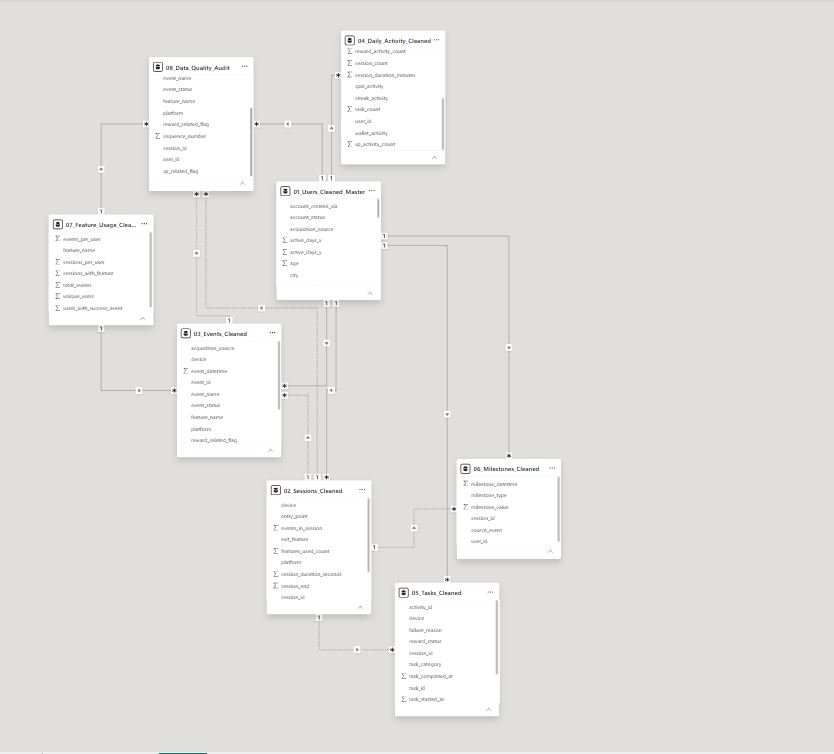 04_Daily_Activity_Cleaned ...
reward_activity_count
Σ session_count
Σ session_duration_minutes
spin_activity
streak_activity
Σ task_count
user_id
wallet_activity
Σ xp_activity_count
08_Data_Quality_Audit ...
event_name
event_status
feature_name
platform
reward_related_flag
Σ sequence_number
session_id
user_id
xp_related_flag
01_Users_Cleaned_Master ...
account_created_via
account_status
acquisition_source
Σ active_days_x
Σ active_days_y
Σ age
city
07_Feature_Usage_Clea... ...
Σ events_per_user
feature_name
Σ sessions_per_user
Σ sessions_with_feature
Σ total_events
Σ unique_users
Σ users_with_success_event
03_Events_Cleaned ...
acquisition_source
device
Σ event_datetime
event_id
event_name
event_status
feature_name
platform
reward_related_flag
06_Milestones_Cleaned ...
Σ milestone_datetime
milestone_type
Σ milestone_value
session_id
source_event
user_id
02_Sessions_Cleaned ...
device
entry_point
Σ events_in_session
exit_feature
Σ features_used_count
platform
Σ session_duration_seconds
Σ session_end
session_id
05_Tasks_Cleaned ...
activity_id
device
failure_reason
reward_status
session_id
task_category
Σ task_completed_at
task_id
Σ task_started_at